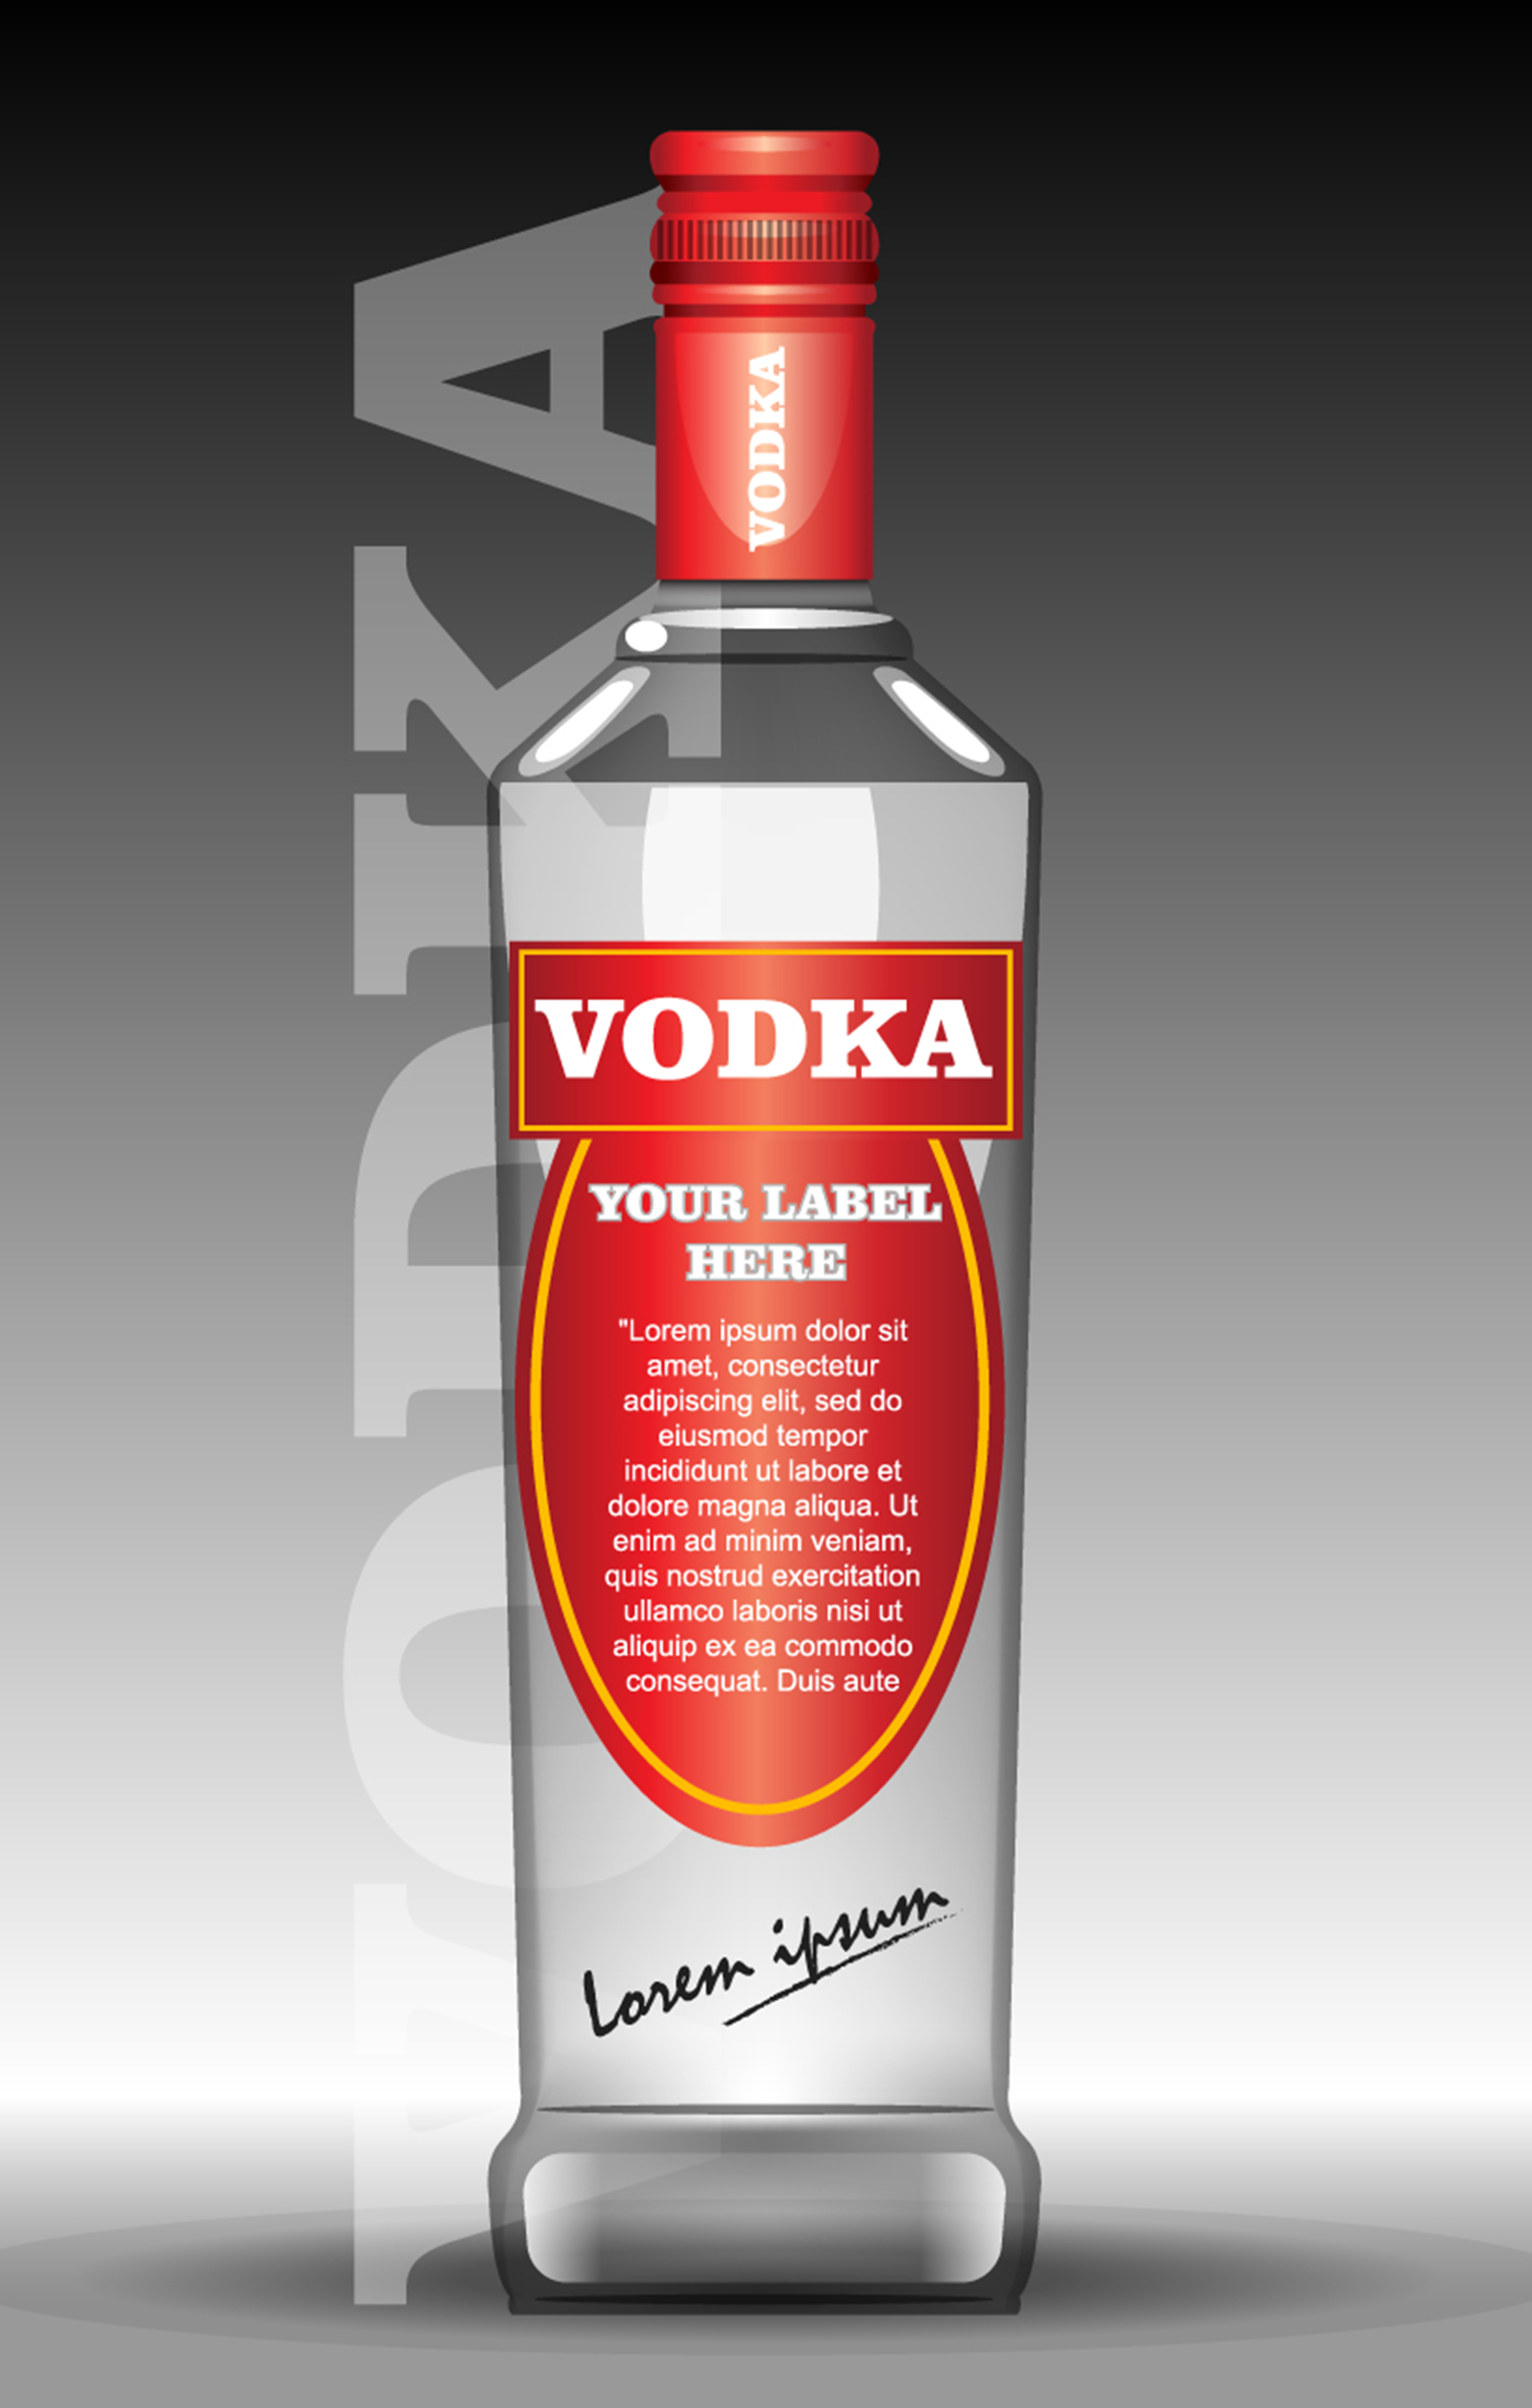 VODKA
VODKA
VODKA
YOUR LABEL
HERE
"Lorem ipsum dolor sit
amet, consectetur
adipiscing elit, sed do
eiusmod tempor
incididunt ut labore et
dolore magna aliqua. Ut
enim ad minim veniam,
quis nostrud exercitation
ullamco laboris nisi ut
aliquip ex ea commodo
consequat. Duis aute
Lorem ipsum